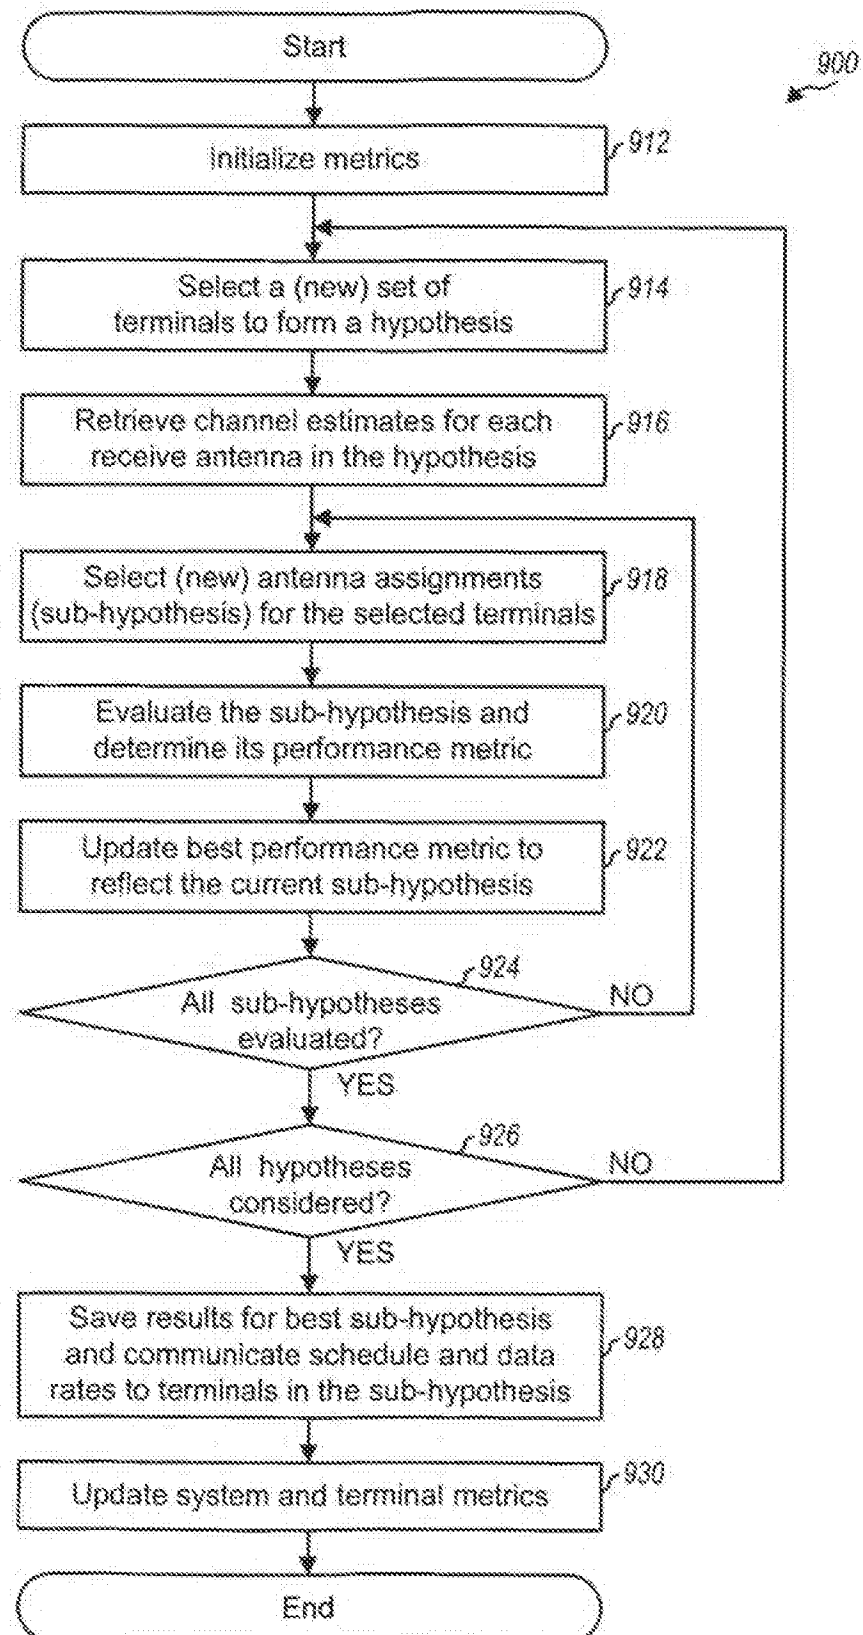 Start
900
Initialize metrics
912
Select a (new) set of
terminals to form a hypothesis
914
Retrieve channel estimates for each
receive antenna in the hypothesis
916
Select (new) antenna assignments
(sub-hypothesis) for the selected terminals
918
Evaluate the sub-hypothesis and
determine its performance metric
920
Update best performance metric to
reflect the current sub-hypothesis
922
924
All sub-hypotheses
evaluated?
NO
YES
926
All hypotheses
considered?
NO
YES
Save results for best sub-hypothesis
and communicate schedule and data
rates to terminals in the sub-hypothesis
928
Update system and terminal metrics
930
End